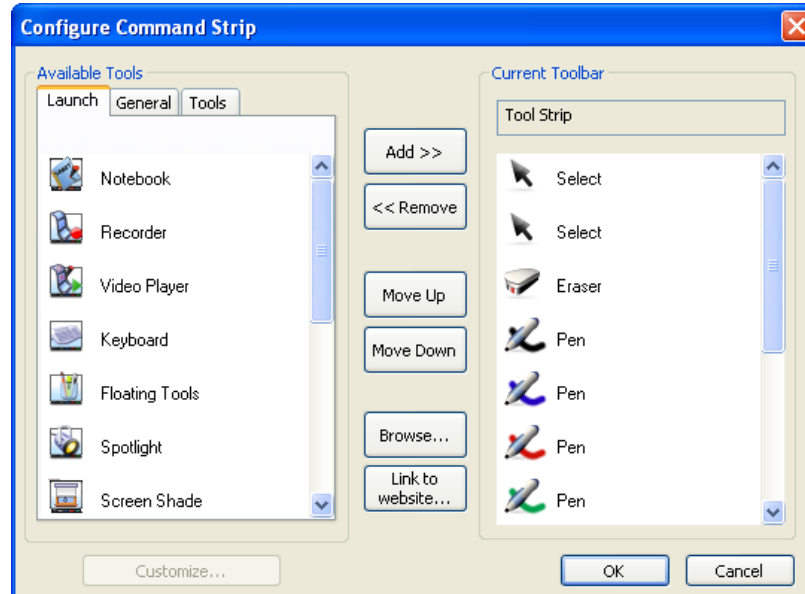 Configure Command Strip
Available Tools
Launch
General
Tools
Notebook
Recorder
Video Player
Keyboard
Floating Tools
Spotlight
Screen Shade
Customize...
Add >>
<< Remove
Move Up
Move Down
Browse...
Link to
website...
Current Toolbar
Tool Strip
Select
Select
Eraser
Pen
Pen
Pen
Pen
OK
Cancel